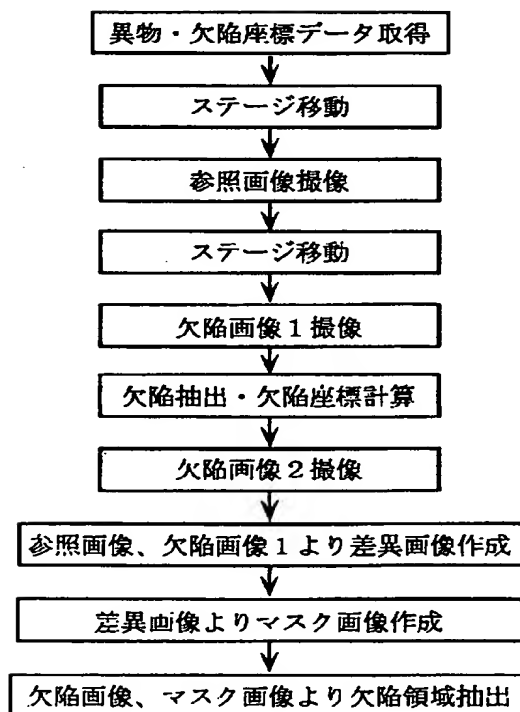 異物・欠陥座標データ取得
ステージ移動
参照画像撮像
ステージ移動
欠陥画像1撮像
欠陥抽出・欠陥座標計算
欠陥画像2撮像
参照画像、欠陥画像1より差異画像作成
差異画像よりマスク画像作成
欠陥画像、マスク画像より欠陥領域抽出